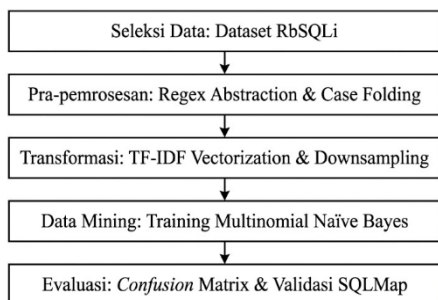 Seleksi Data: Dataset RbSQLi
Pra-pemrosesan: Regex Abstraction & Case Folding
Transformasi: TF-IDF Vectorization & Downsampling
Data Mining: Training Multinomial Naïve Bayes
Evaluasi: Confusion Matrix & Validasi SQLMap